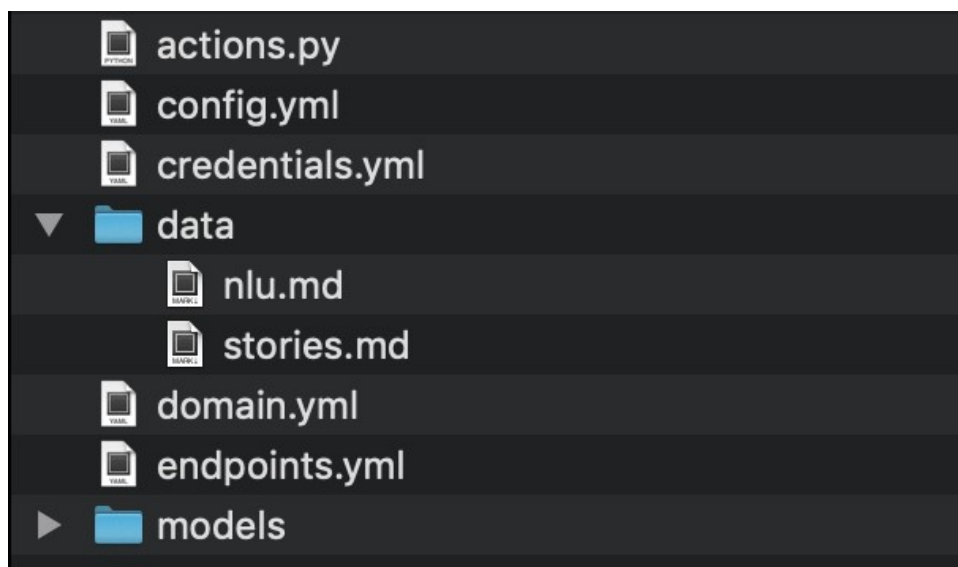 actions.py
config.yml
credentials.yml
data
nlu.md
stories.md
domain.yml
endpoints.yml
models